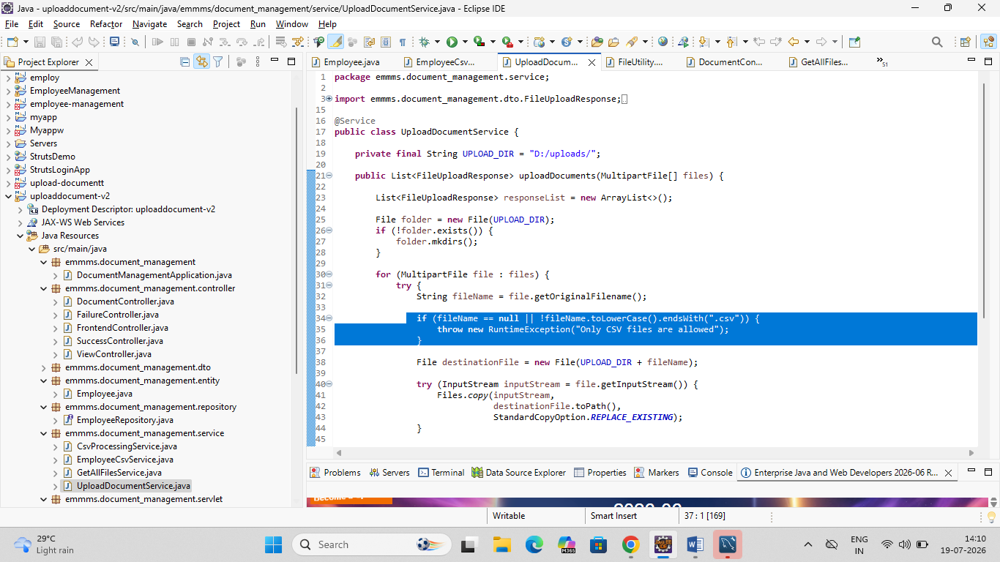 Java - uploaddocument-v2/src/main/java/emmms/document_management/service/UploadDocumentService.java - Eclipse IDE
File Edit Source Refactor Navigate Search Project Run Window Help
Project Explorer
employ
EmployeeManagement
employee-management
myapp
Myappw
Servers
StrutsDemo
StrutsLoginApp
upload-documentt
uploaddocument-v2
Deployment Descriptor: uploaddocument-v2
JAX-WS Web Services
Java Resources
src/main/java
emmms.document_management
DocumentManagementApplication.java
emmms.document_management.controller
DocumentController.java
FailureController.java
FrontendController.java
SuccessController.java
ViewController.java
emmms.document_management.dto
emmms.document_management.entity
Employee.java
emmms.document_management.repository
EmployeeRepository.java
emmms.document_management.service
CsvProcessingService.java
EmployeeCsvService.java
GetAllFilesService.java
UploadDocumentService.java
emmms.document_management.servlet
Employee.java EmployeeCsv... UploadDocum... FileUtility.... DocumentCon... GetAllFiles... 51
1 package emmms.document_management.service;
2
3 import emmms.document_management.dto.FileUploadResponse;
15
16 @Service
17 public class UploadDocumentService {
18
19 private final String UPLOAD_DIR = "D:/uploads/";
20
21 public List<FileUploadResponse> uploadDocuments(MultipartFile[] files) {
22
23 List<FileUploadResponse> responseList = new ArrayList<>();
24
25 File folder = new File(UPLOAD_DIR);
26 if (!folder.exists()) {
27 folder.mkdirs();
28 }
29
30 for (MultipartFile file : files) {
31 try {
32 String fileName = file.getOriginalFilename();
33
34 if (fileName == null || !fileName.toLowerCase().endsWith(".csv")) {
35 throw new RuntimeException("Only CSV files are allowed");
36 }
37
38 File destinationFile = new File(UPLOAD_DIR + fileName);
39
40 try (InputStream inputStream = file.getInputStream()) {
41 Files.copy(inputStream,
42 destinationFile.toPath(),
43 StandardCopyOption.REPLACE_EXISTING);
44 }
45
Problems Servers Terminal Data Source Explorer Properties Markers Console Enterprise Java and Web Developers 2026-06 R...
Writable Smart Insert 37 : 1 [169]
29°C
Light rain
Search
M365
ENG
IN
14:10
19-07-2026